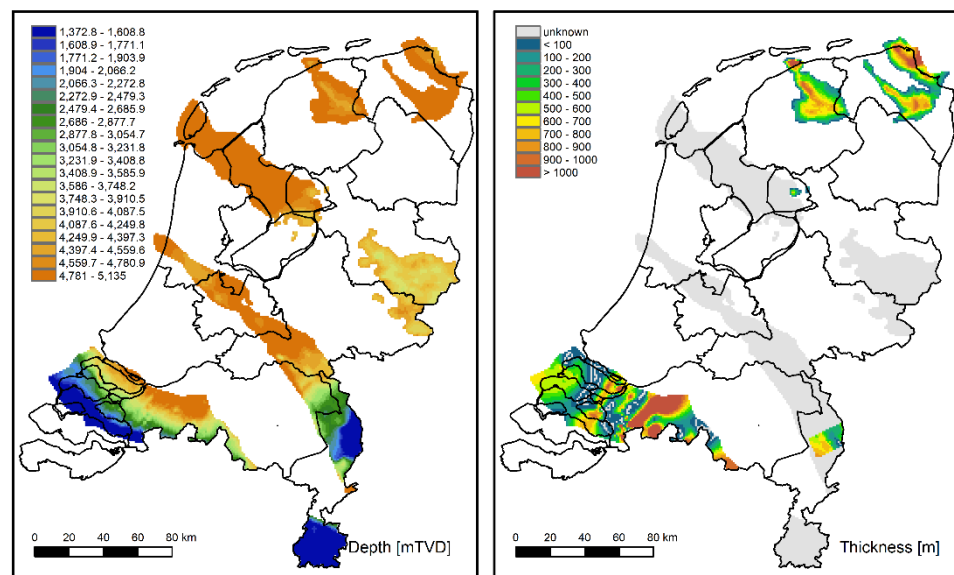 1,372.8 - 1,608.8
1,608.9 - 1,771.1
1,771.2 - 1,903.9
1,904 - 2,066.2
2,066.3 - 2,272.8
2,272.9 - 2,479.3
2,479.4 - 2,685.9
2,686 - 2,877.7
2,877.8 - 3,054.7
3,054.8 - 3,231.8
3,231.9 - 3,408.8
3,408.9 - 3,585.9
3,586 - 3,748.2
3,748.3 - 3,910.5
3,910.6 - 4,087.5
4,087.6 - 4,249.8
4,249.9 - 4,397.3
4,397.4 - 4,559.6
4,559.7 - 4,780.9
4,781 - 5,135
0 20 40 80 km
Depth [mTVD]
unknown
< 100
100 - 200
200 - 300
300 - 400
400 - 500
500 - 600
600 - 700
700 - 800
800 - 900
900 - 1000
> 1000
0 20 40 80 km
Thickness [m]